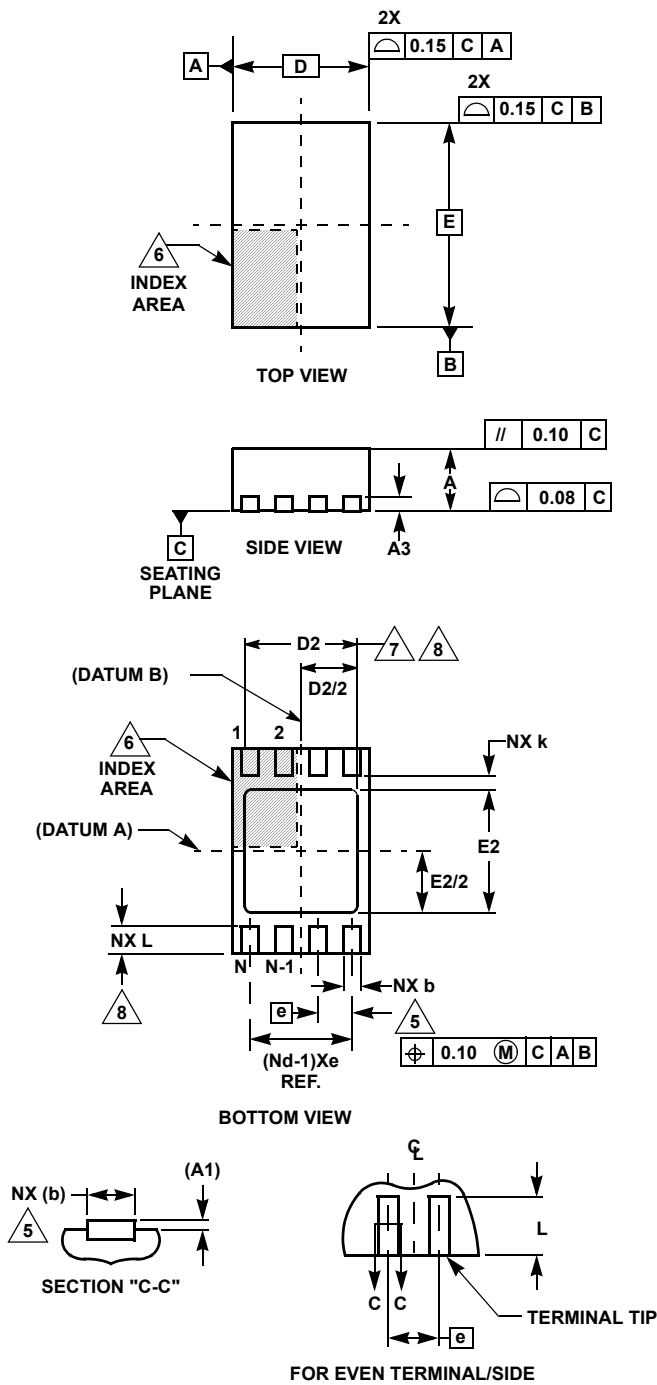 2X
⌓ 0.15 C A
A D
2X
⌓ 0.15 C B
E
6
INDEX
AREA
B
TOP VIEW
// 0.10 C
A
⌓ 0.08 C
C
SEATING
PLANE
SIDE VIEW
A3
D2
7 8
(DATUM B)
D2/2
1 2
6
INDEX
AREA
NX k
(DATUM A)
E2
E2/2
NX L
N N-1
NX b
8
e
5
(Nd-1)Xe
REF.
⌖ 0.10 Ⓜ C A B
BOTTOM VIEW
(A1)
NX (b)
5
SECTION "C-C"
℄
L
C C
TERMINAL TIP
e
FOR EVEN TERMINAL/SIDE